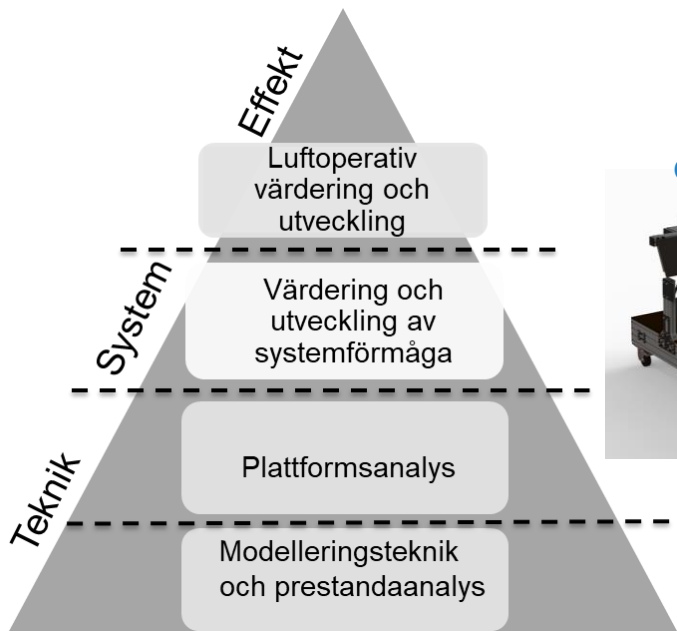 Effekt
Luftoperativ
värdering och
utveckling
System
Värdering och
utveckling av
systemförmåga
Teknik
Plattformsanalys
Modelleringsteknik
och prestandaanalys